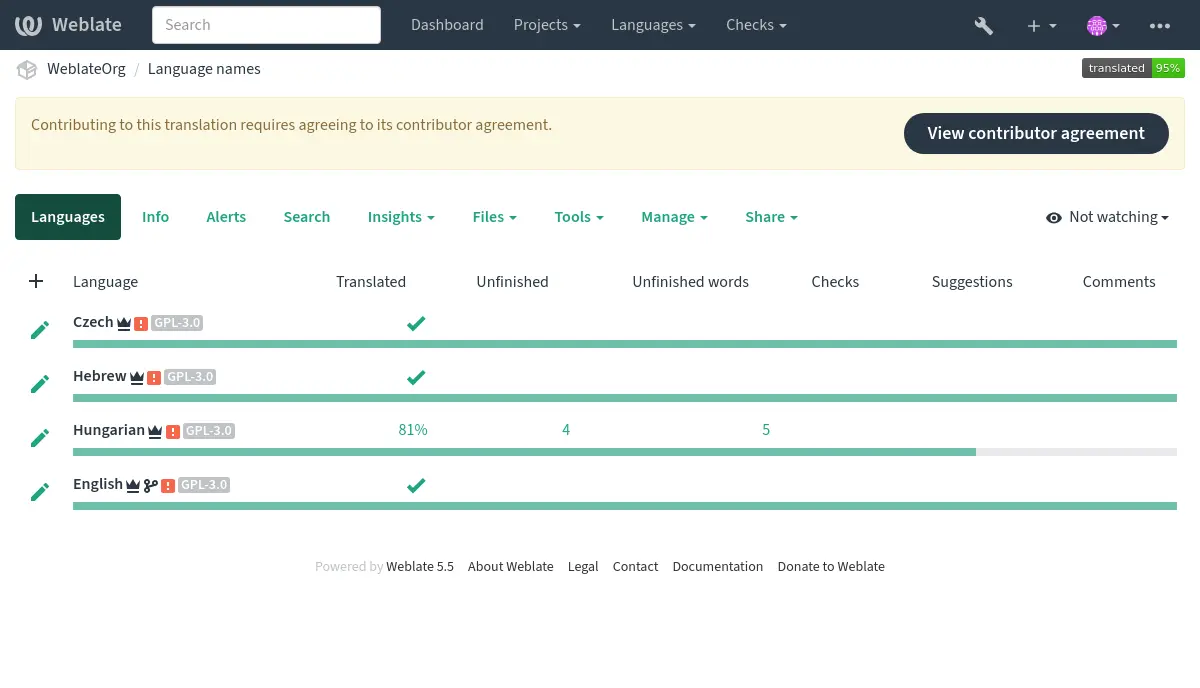 Weblate Search Dashboard Projects Languages Checks
WeblateOrg / Language names translated 95%
Contributing to this translation requires agreeing to its contributor agreement. View contributor agreement
Languages Info Alerts Search Insights Files Tools Manage Share Not watching
Language Translated Unfinished Unfinished words Checks Suggestions Comments
Czech GPL-3.0
Hebrew GPL-3.0
Hungarian GPL-3.0 81% 4 5
English GPL-3.0
Powered by Weblate 5.5 About Weblate Legal Contact Documentation Donate to Weblate